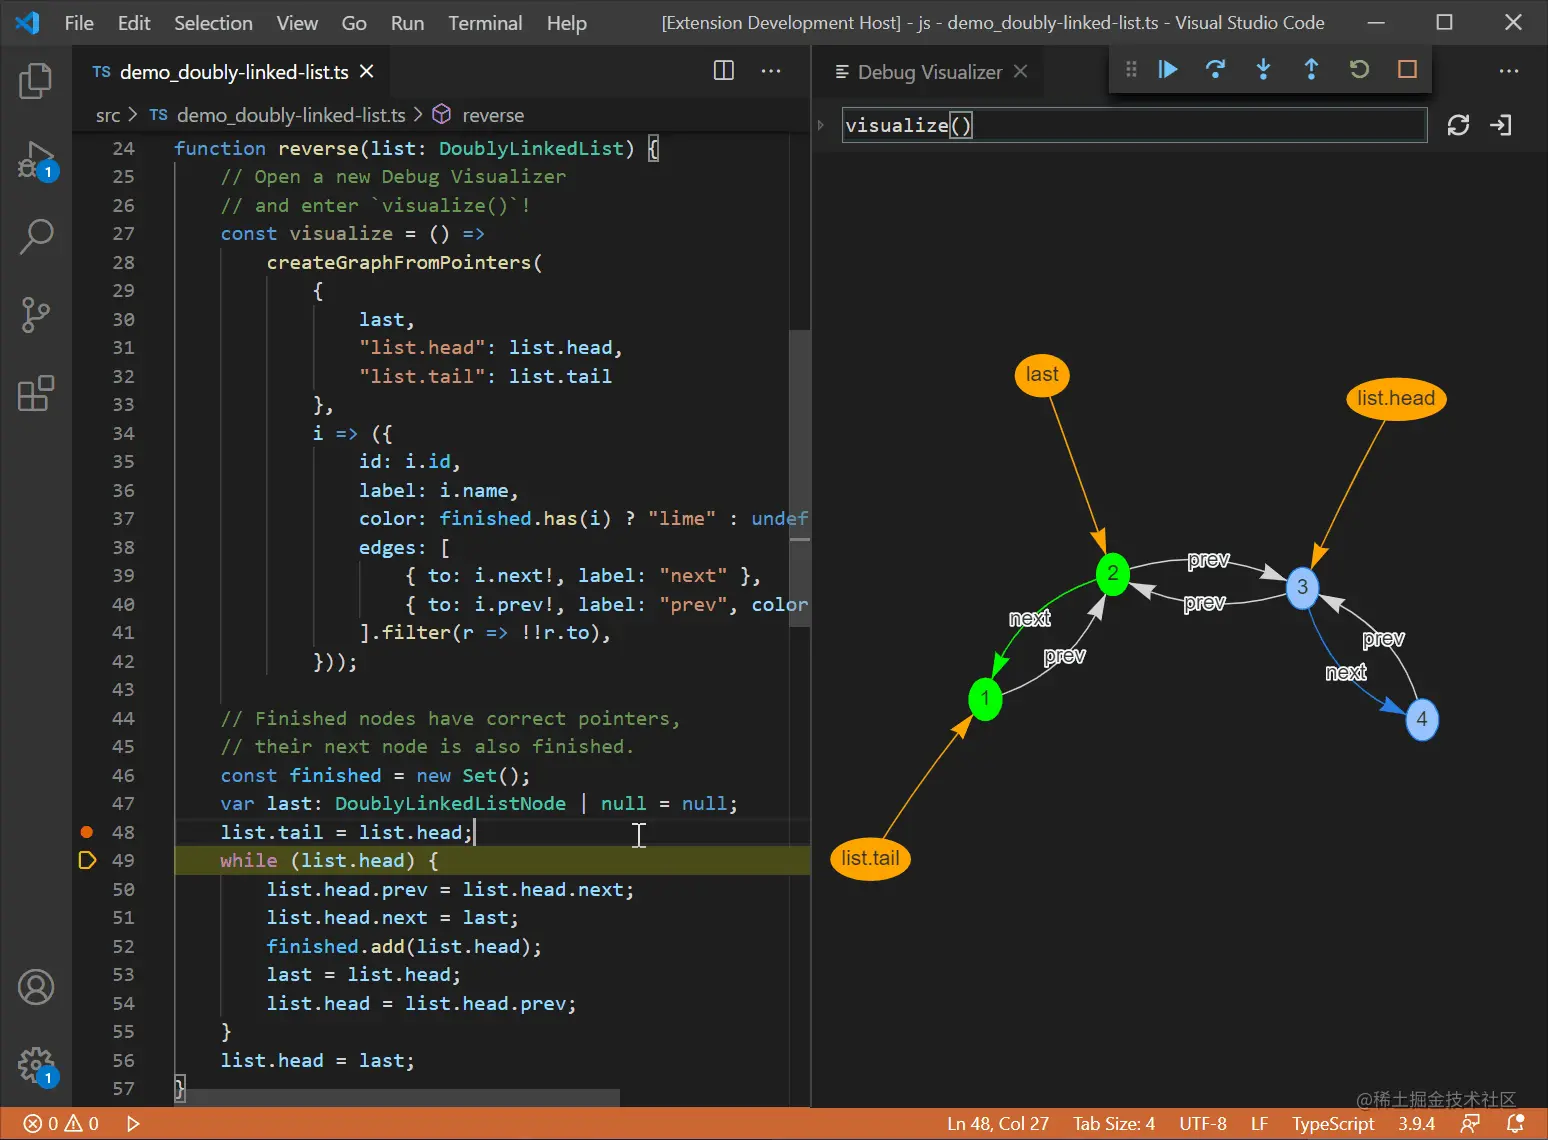 File Edit Selection View Go Run Terminal Help [Extension Development Host] - js - demo_doubly-linked-list.ts - Visual Studio Code
TS demo_doubly-linked-list.ts
Debug Visualizer
src > TS demo_doubly-linked-list.ts > reverse
visualize()
24 function reverse(list: DoublyLinkedList) {
25 // Open a new Debug Visualizer
26 // and enter `visualize()`!
27 const visualize = () =>
28 createGraphFromPointers(
29 {
30 last,
31 "list.head": list.head,
32 "list.tail": list.tail
33 },
34 i => ({
35 id: i.id,
36 label: i.name,
37 color: finished.has(i) ? "lime" : undef
38 edges: [
39 { to: i.next!, label: "next" },
40 { to: i.prev!, label: "prev", color
41 ].filter(r => !!r.to),
42 }));
43
44 // Finished nodes have correct pointers,
45 // their next node is also finished.
46 const finished = new Set();
47 var last: DoublyLinkedListNode | null = null;
48 list.tail = list.head;
49 while (list.head) {
50 list.head.prev = list.head.next;
51 list.head.next = last;
52 finished.add(list.head);
53 last = list.head;
54 list.head = list.head.prev;
55 }
56 list.head = last;
57 }
1
1
last
list.head
2
prev
3
prev
next
prev
prev
next
1
4
list.tail
@稀土掘金技术社区
0 0
Ln 48, Col 27 Tab Size: 4 UTF-8 LF TypeScript 3.9.4